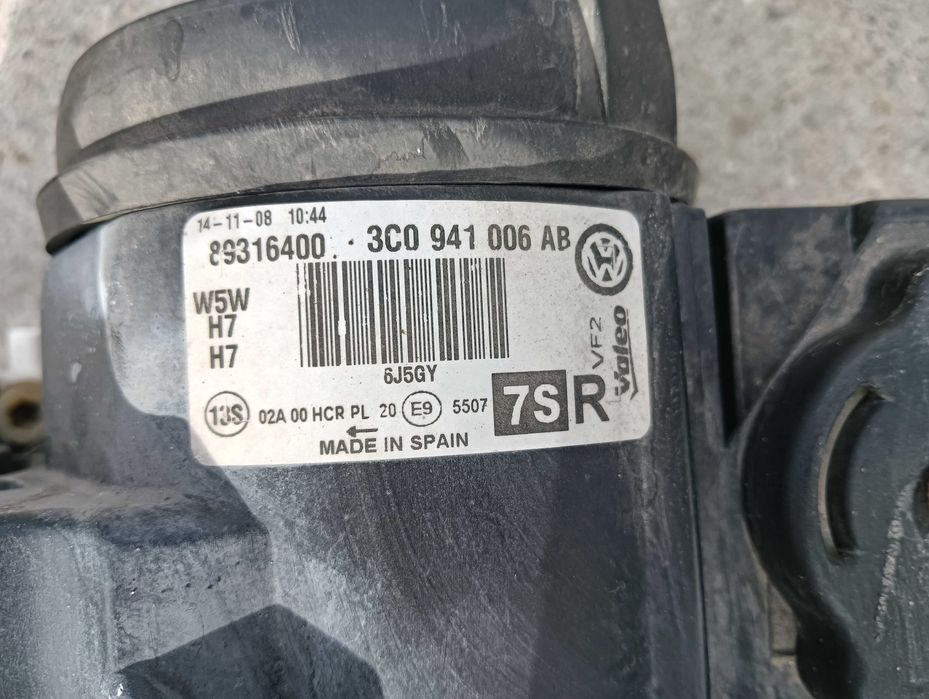 14-11-08 10:44
89316400. · 3C0 941 006 AB
W5W
H7
H7
6J5GY
VF2
Valeo
13S 02A 00 HCR PL 20 E9 5507 7S R
←
MADE IN SPAIN